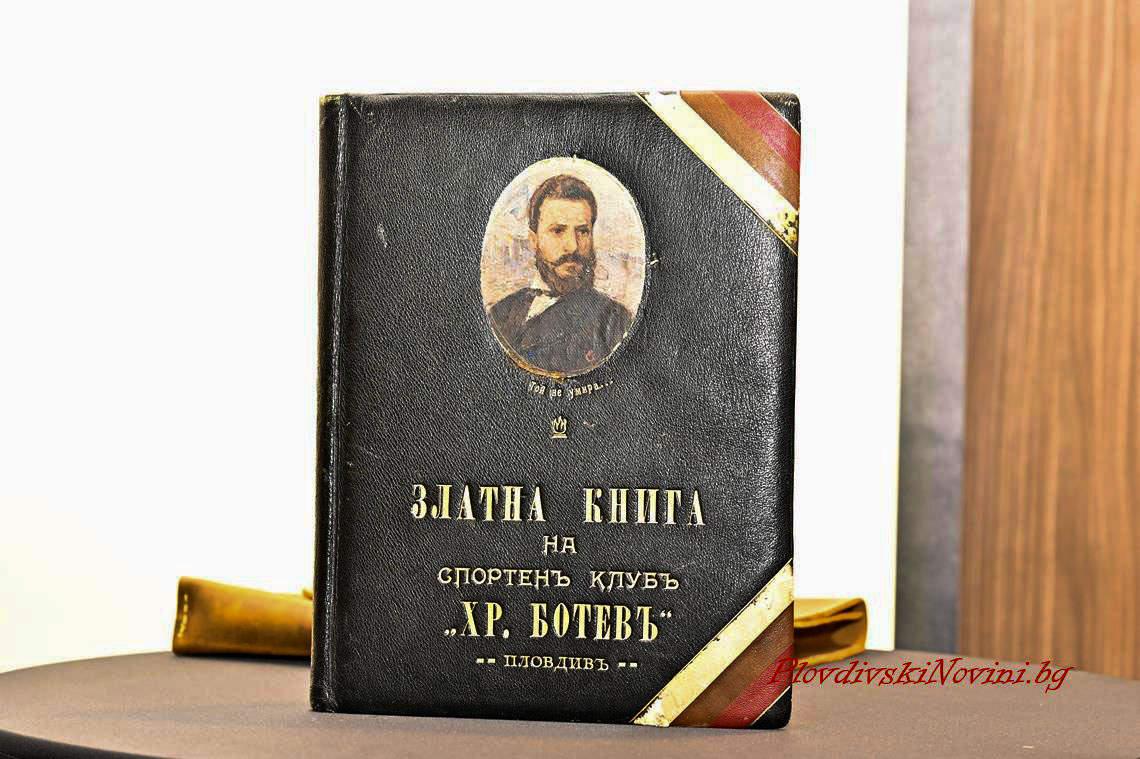 Той не умира...
ЗЛАТНА КНИГА
НА
СПОРТЕНЪ КЛУБЪ
„ХР. БОТЕВЪ“
-- ПЛОВДИВЪ --
PlovdivskiNovini.bg